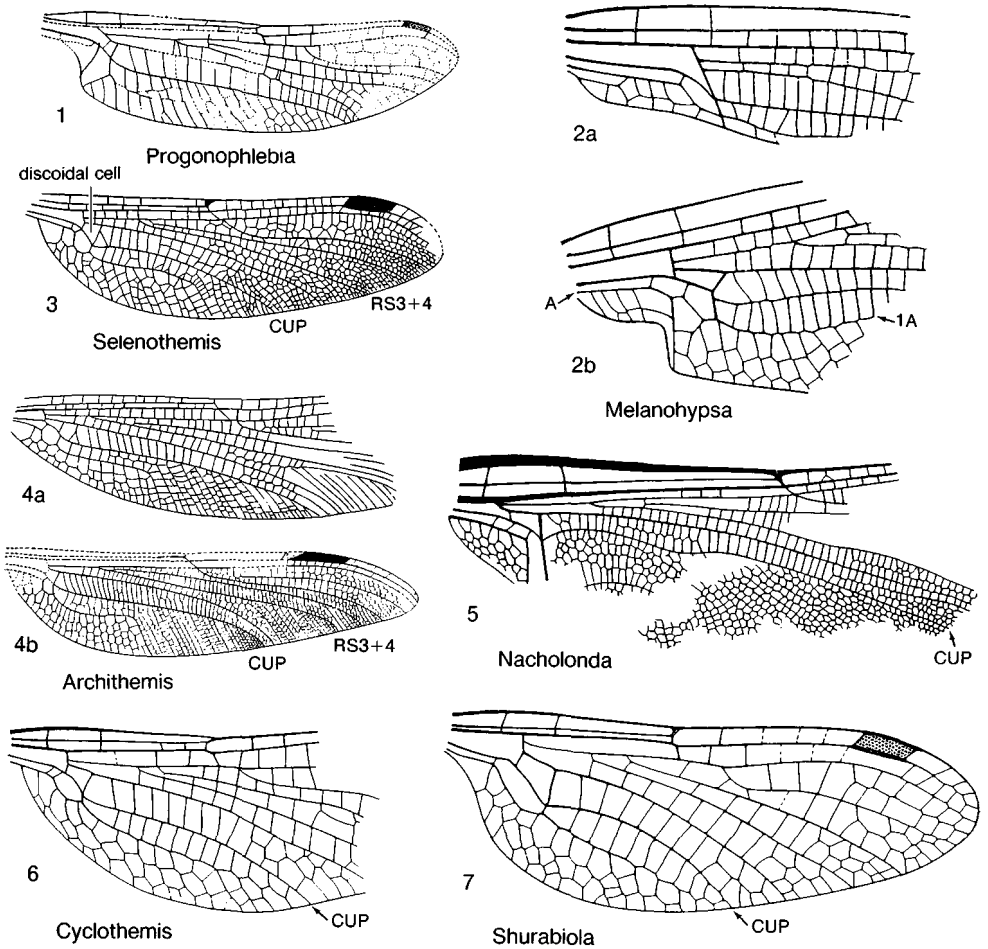 1
Progonophlebia
2a
discoidal cell
3
CUP
RS3+4
Selenothemis
A
1A
2b
Melanohypsa
4a
4b
CUP
RS3+4
Archithemis
5
Nacholonda
CUP
6
CUP
Cyclothemis
7
CUP
Shurabiola